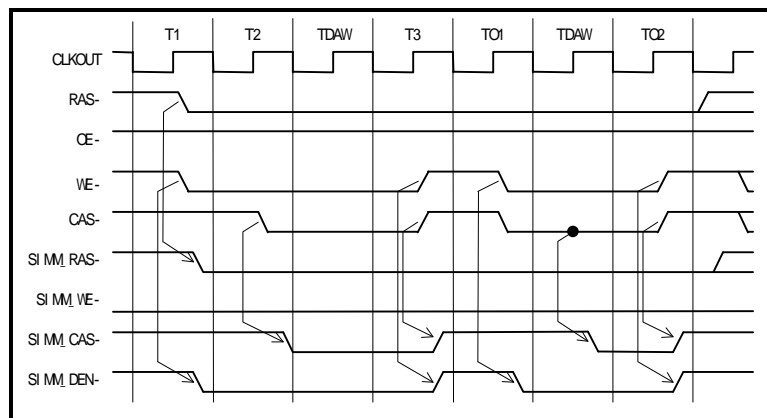 T1 T2 TDAW T3 TO1 TDAW TO2
CLKOUT
RAS-
OE-
WE-
CAS-
SIMM_RAS-
SIMM_WE-
SIMM_CAS-
SIMM_DEN-